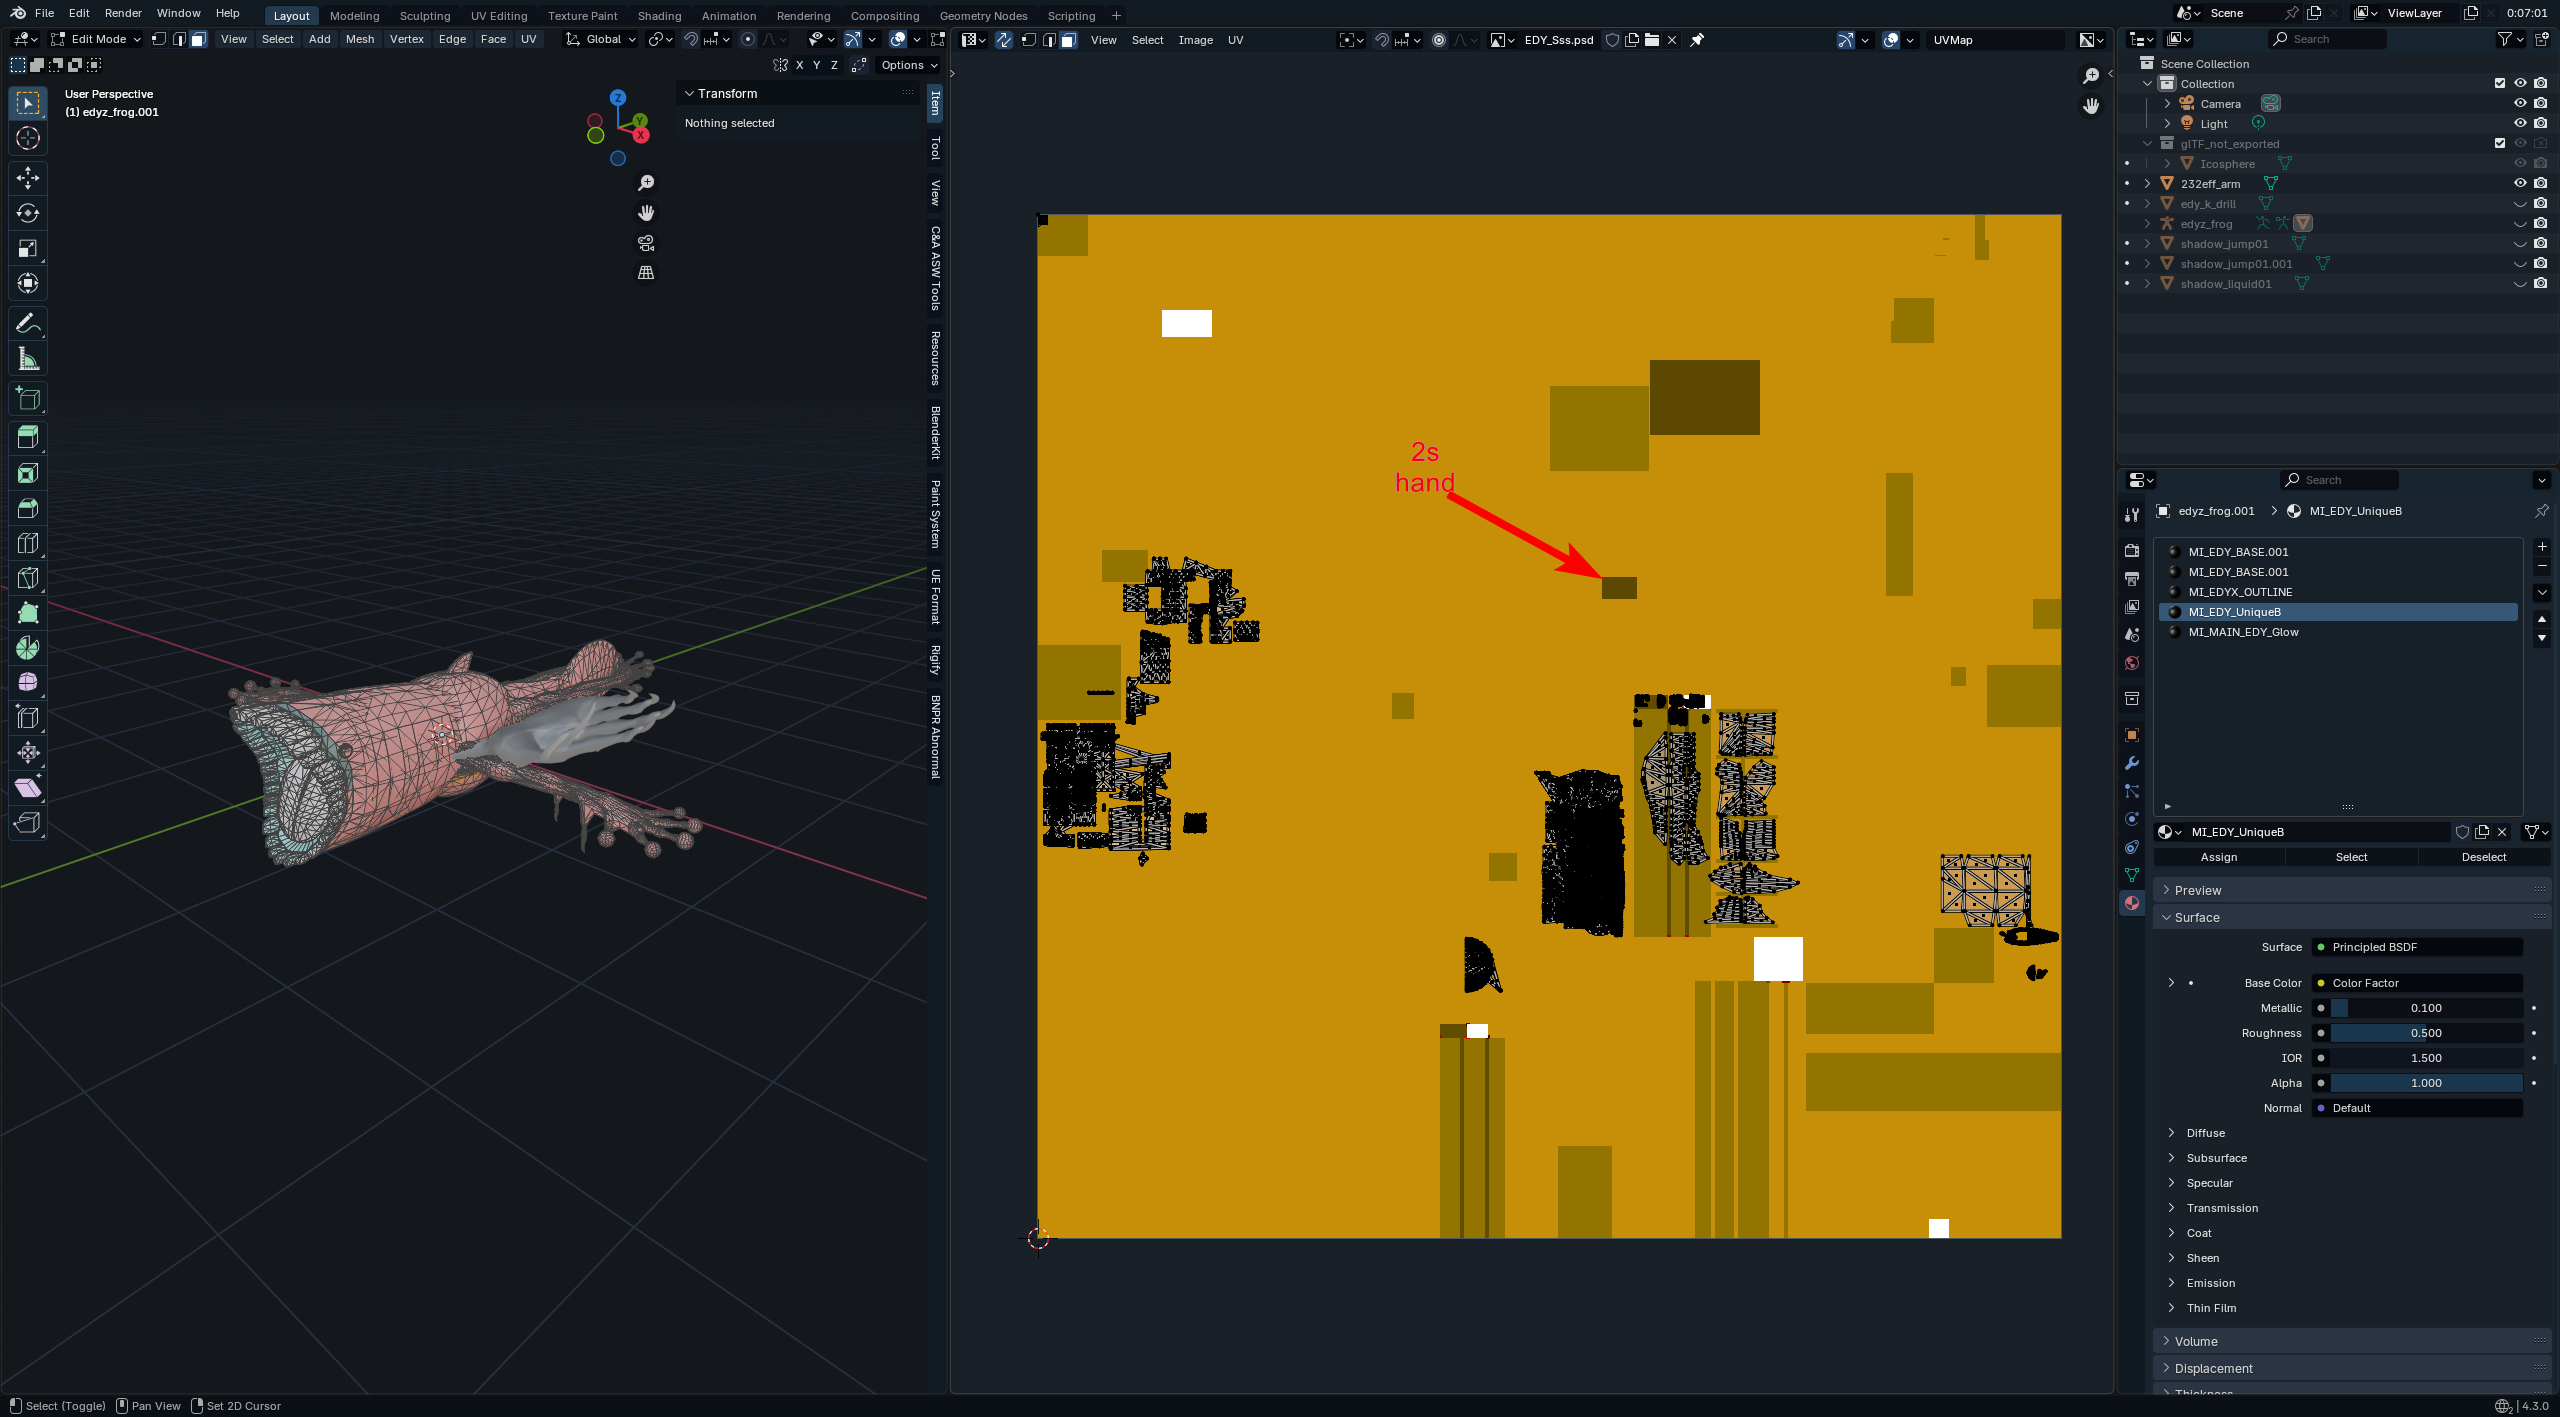 File Edit Render Window Help Layout Modeling Sculpting UV Editing Texture Paint Shading Animation Rendering Compositing Geometry Nodes Scripting + Scene ViewLayer 0:07:01
Edit Mode View Select Add Mesh Vertex Edge Face UV Global
View Select Image UV EDY_Sss.psd UVMap
Search
X Y Z Options
User Perspective
(1) edyz_frog.001
Z
Y
X
Transform
Nothing selected
Item
Tool
View
C&A ASW Tools
Resources
BlenderKit
Paint System
UE Format
Rigify
BNPR Abnormal
2s
hand
Scene Collection
Collection
Camera
Light
glTF_not_exported
Icosphere
232eff_arm
edy_k_drill
edyz_frog
shadow_jump01
shadow_jump01.001
shadow_liquid01
Search
edyz_frog.001 > MI_EDY_UniqueB
MI_EDY_BASE.001
MI_EDY_BASE.001
MI_EDYX_OUTLINE
MI_EDY_UniqueB
MI_MAIN_EDY_Glow
MI_EDY_UniqueB
Assign Select Deselect
Preview
Surface
Surface Principled BSDF
Base Color Color Factor
Metallic 0.100
Roughness 0.500
IOR 1.500
Alpha 1.000
Normal Default
Diffuse
Subsurface
Specular
Transmission
Coat
Sheen
Emission
Thin Film
Volume
Displacement
Thickness
Select (Toggle) Pan View Set 2D Cursor
2 | 4.3.0